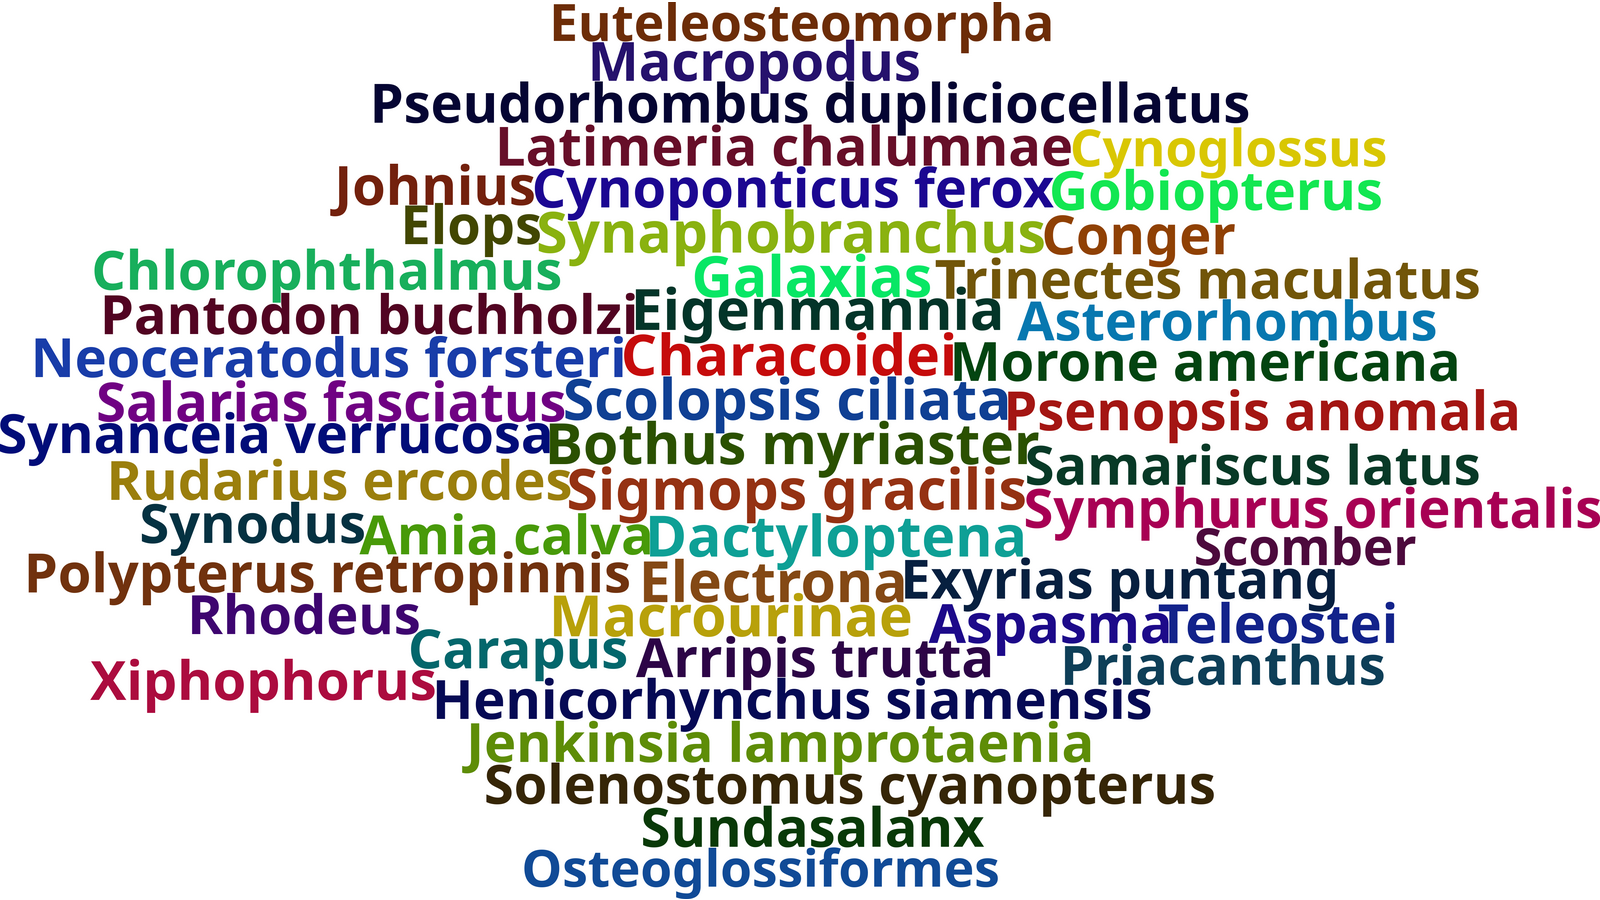 Euteleosteomorpha
Macropodus
Pseudorhombus dupliciocellatus
Latimeria chalumnae Cynoglossus
Johnius Cynoponticus ferox Gobiopterus
Elops Synaphobranchus Conger
Chlorophthalmus Galaxias Trinectes maculatus
Pantodon buchholzi Eigenmannia Asterorhombus
Neoceratodus forsteri Characoidei Morone americana
Salarias fasciatus Scolopsis ciliata Psenopsis anomala
Synanceia verrucosa Bothus myriaster Samariscus latus
Rudarius ercodes Sigmops gracilis Symphurus orientalis
Synodus Amia calva Dactyloptena Scomber
Polypterus retropinnis Electrona Exyrias puntang
Rhodeus Macrourinae Aspasma Teleostei
Carapus Arripis trutta Priacanthus
Xiphophorus Henicorhynchus siamensis
Jenkinsia lamprotaenia
Solenostomus cyanopterus
Sundasalanx
Osteoglossiformes